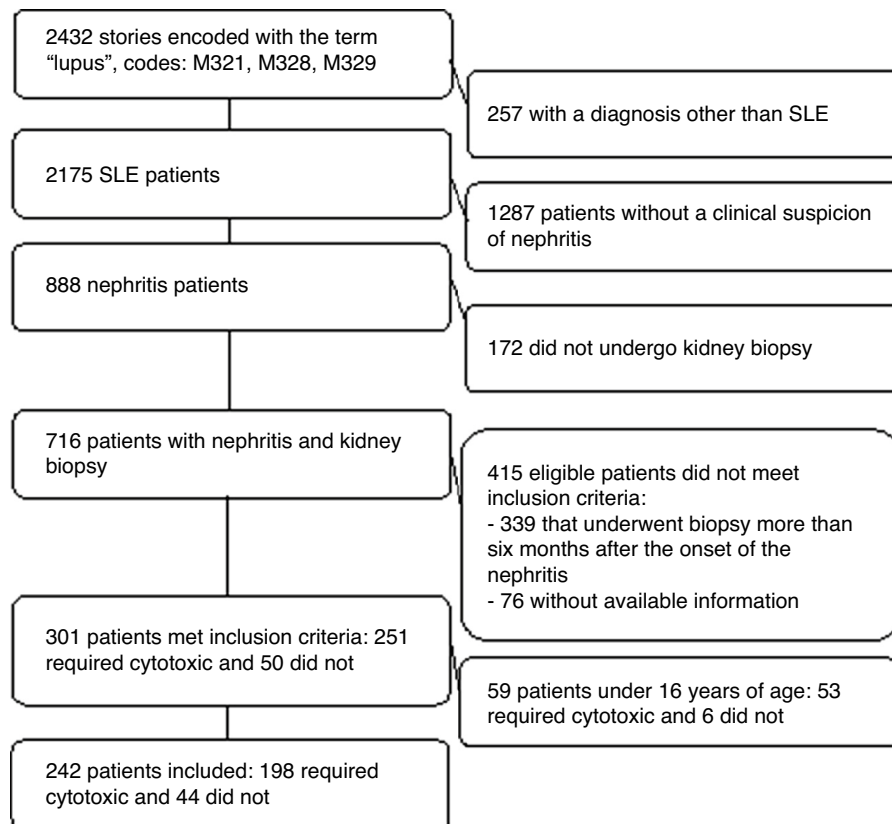 2432 stories encoded with the term
“lupus”, codes: M321, M328, M329
257 with a diagnosis other than SLE
2175 SLE patients
1287 patients without a clinical suspicion
of nephritis
888 nephritis patients
172 did not undergo kidney biopsy
716 patients with nephritis and kidney
biopsy
415 eligible patients did not meet
inclusion criteria:
- 339 that underwent biopsy more than
six months after the onset of the
nephritis
- 76 without available information
301 patients met inclusion criteria: 251
required cytotoxic and 50 did not
59 patients under 16 years of age: 53
required cytotoxic and 6 did not
242 patients included: 198 required
cytotoxic and 44 did not